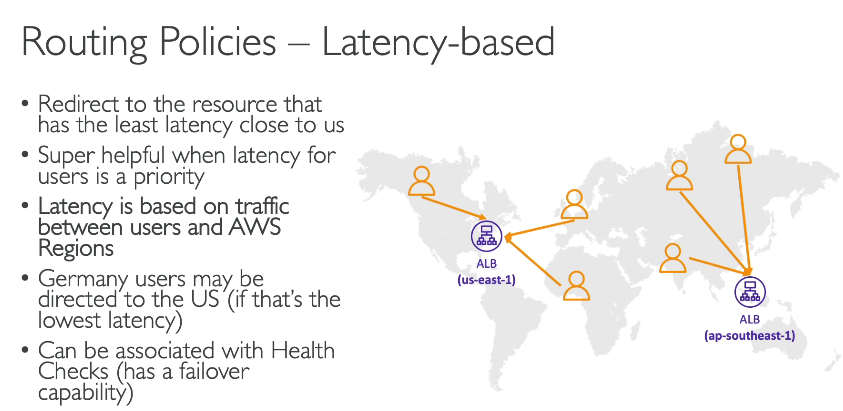 Routing Policies – Latency-based
• Redirect to the resource that
has the least latency close to us
• Super helpful when latency for
users is a priority
• Latency is based on traffic
between users and AWS
Regions
• Germany users may be
directed to the US (if that's the
lowest latency)
• Can be associated with Health
Checks (has a failover
capability)
ALB
(us-east-1)
ALB
(ap-southeast-1)